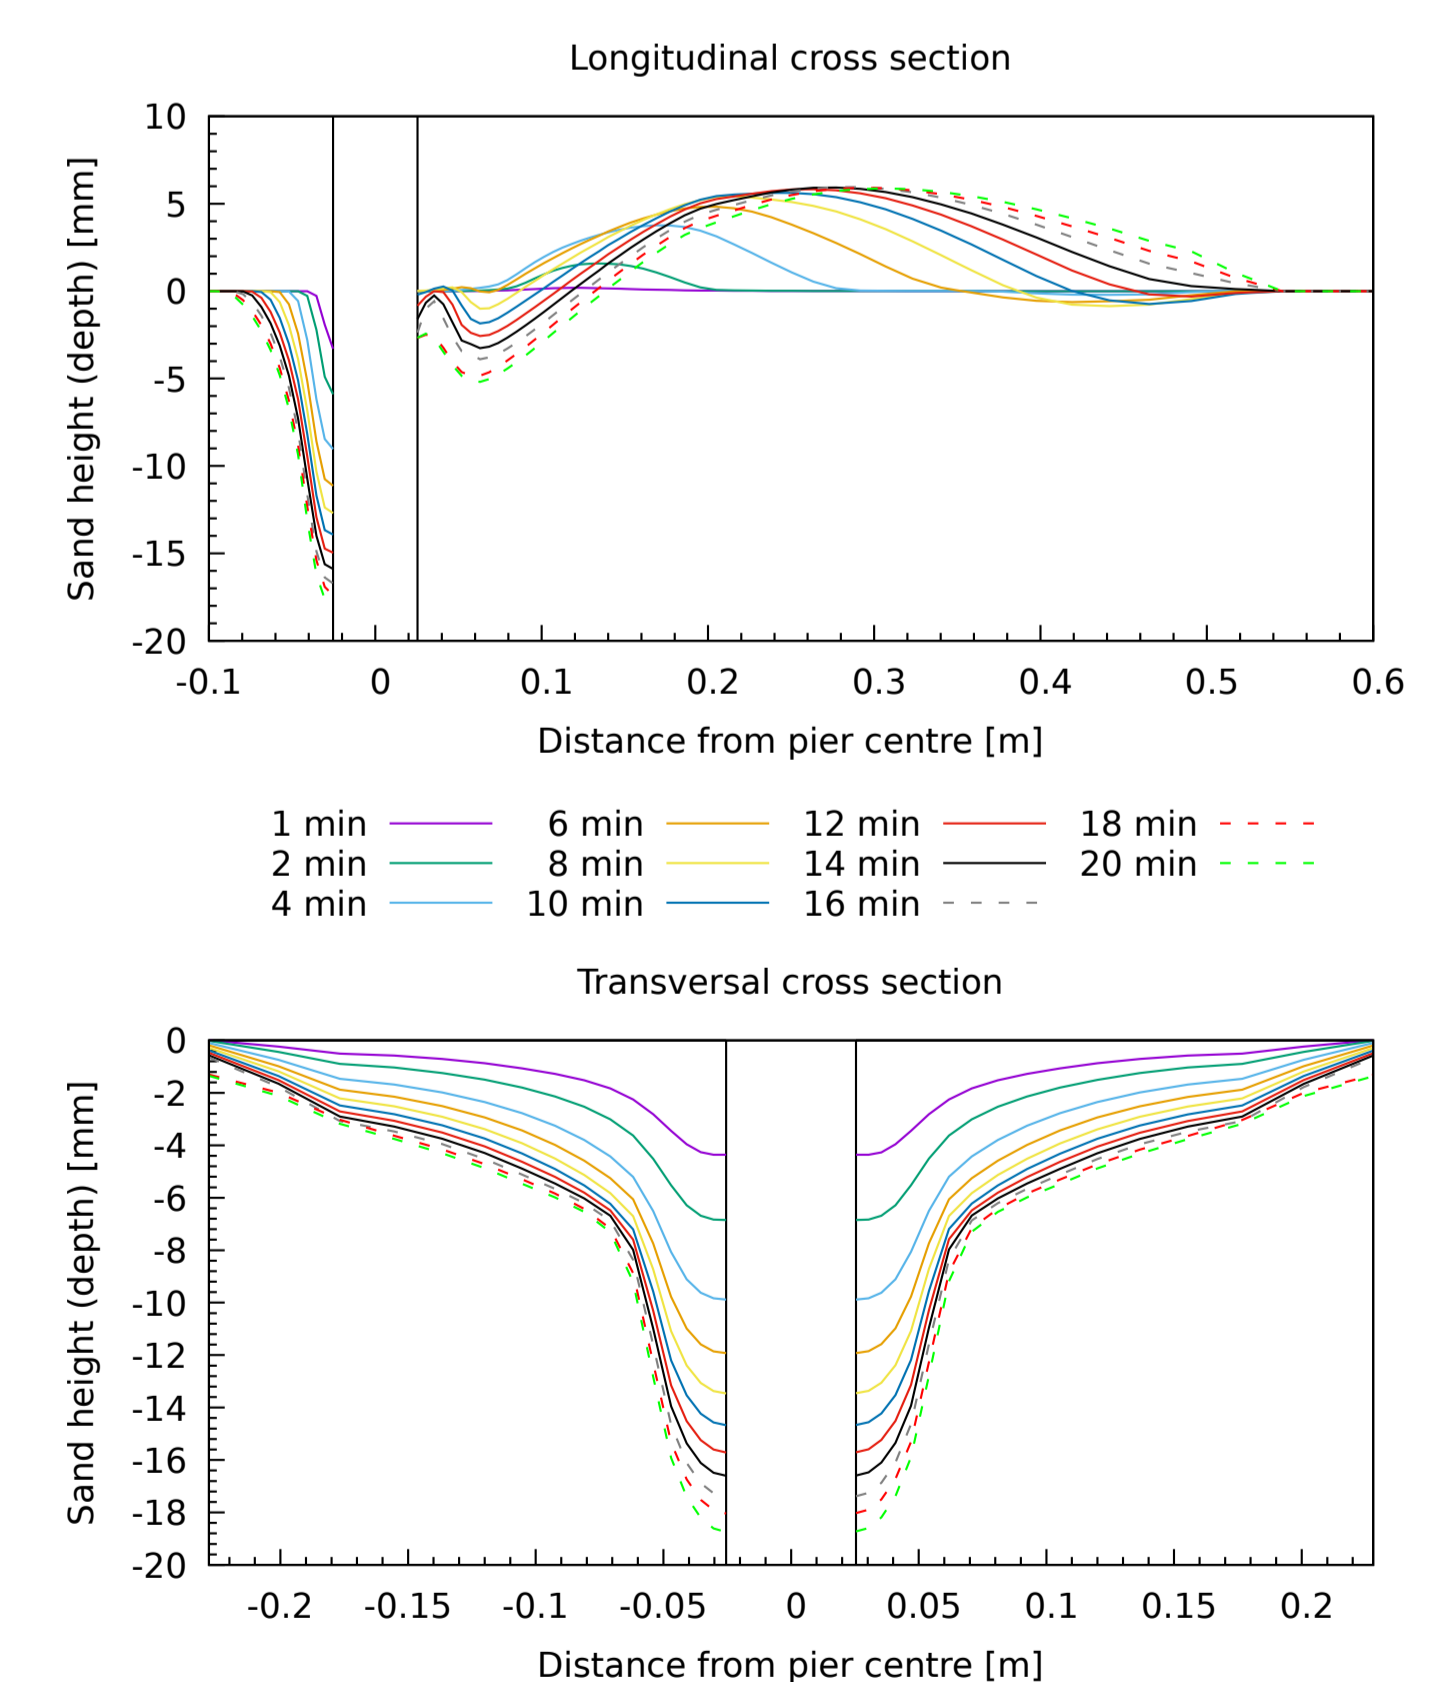 Longitudinal cross section
10
5
0
-5
-10
-15
-20
Sand height (depth) [mm]
-0.1 0 0.1 0.2 0.3 0.4 0.5 0.6
Distance from pier centre [m]
1 min 6 min 12 min 18 min
2 min 8 min 14 min 20 min
4 min 10 min 16 min
Transversal cross section
0
-2
-4
-6
-8
-10
-12
-14
-16
-18
-20
Sand height (depth) [mm]
-0.2 -0.15 -0.1 -0.05 0 0.05 0.1 0.15 0.2
Distance from pier centre [m]